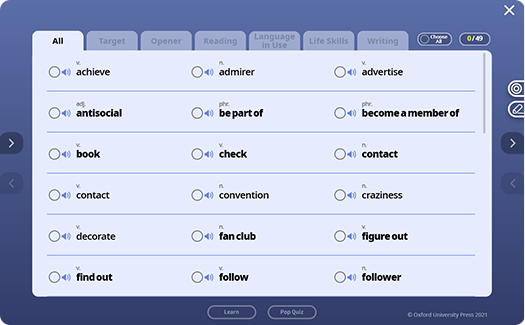 All
Target
Opener
Reading
Language
in Use
Life Skills
Writing
Choose
All
0/49
v. n. v.
achieve admirer advertise
adj. phr. phr.
antisocial be part of become a member of
v. v. n.
book check contact
v. n. n.
contact convention craziness
v. n. v.
decorate fan club figure out
v. v. n.
find out follow follower
Learn
Pop Quiz
© Oxford University Press 2021